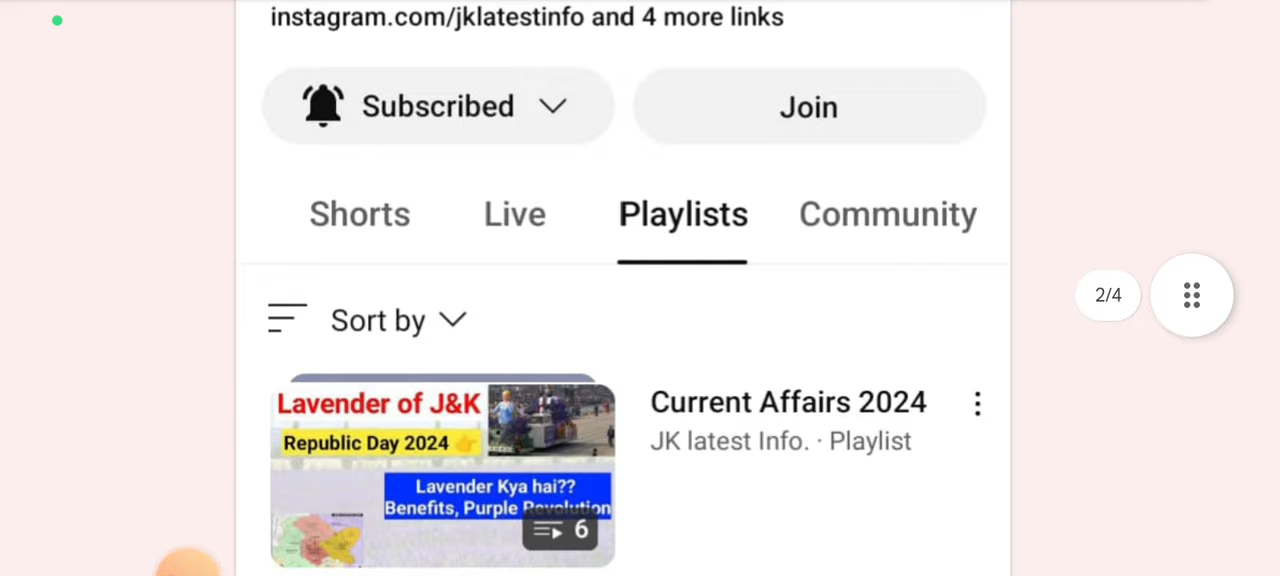 instagram.com/jklatestinfo and 4 more links
Subscribed
Join
Shorts
Live
Playlists
Community
2/4
Sort by
Lavender of J&K
Republic Day 2024
Lavender Kya hai??
Benefits, Purple Revolution
6
Current Affairs 2024
JK latest Info. · Playlist